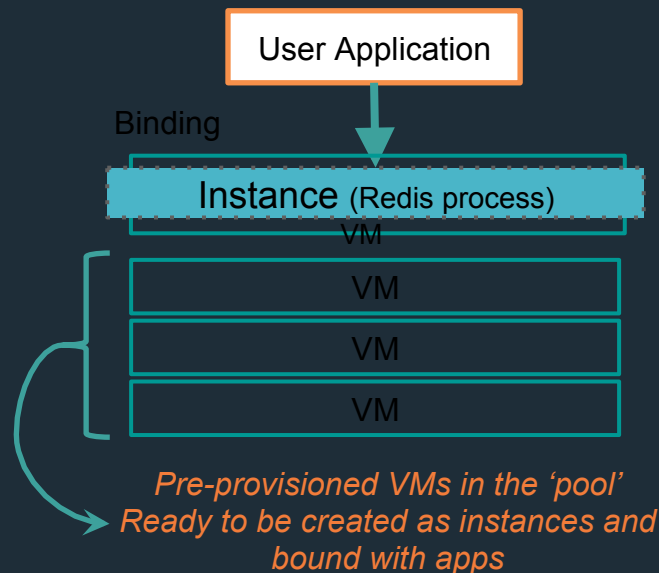 User Application
Binding
Instance (Redis process)
VM
VM
VM
VM
Pre-provisioned VMs in the ‘pool’
Ready to be created as instances and
bound with apps